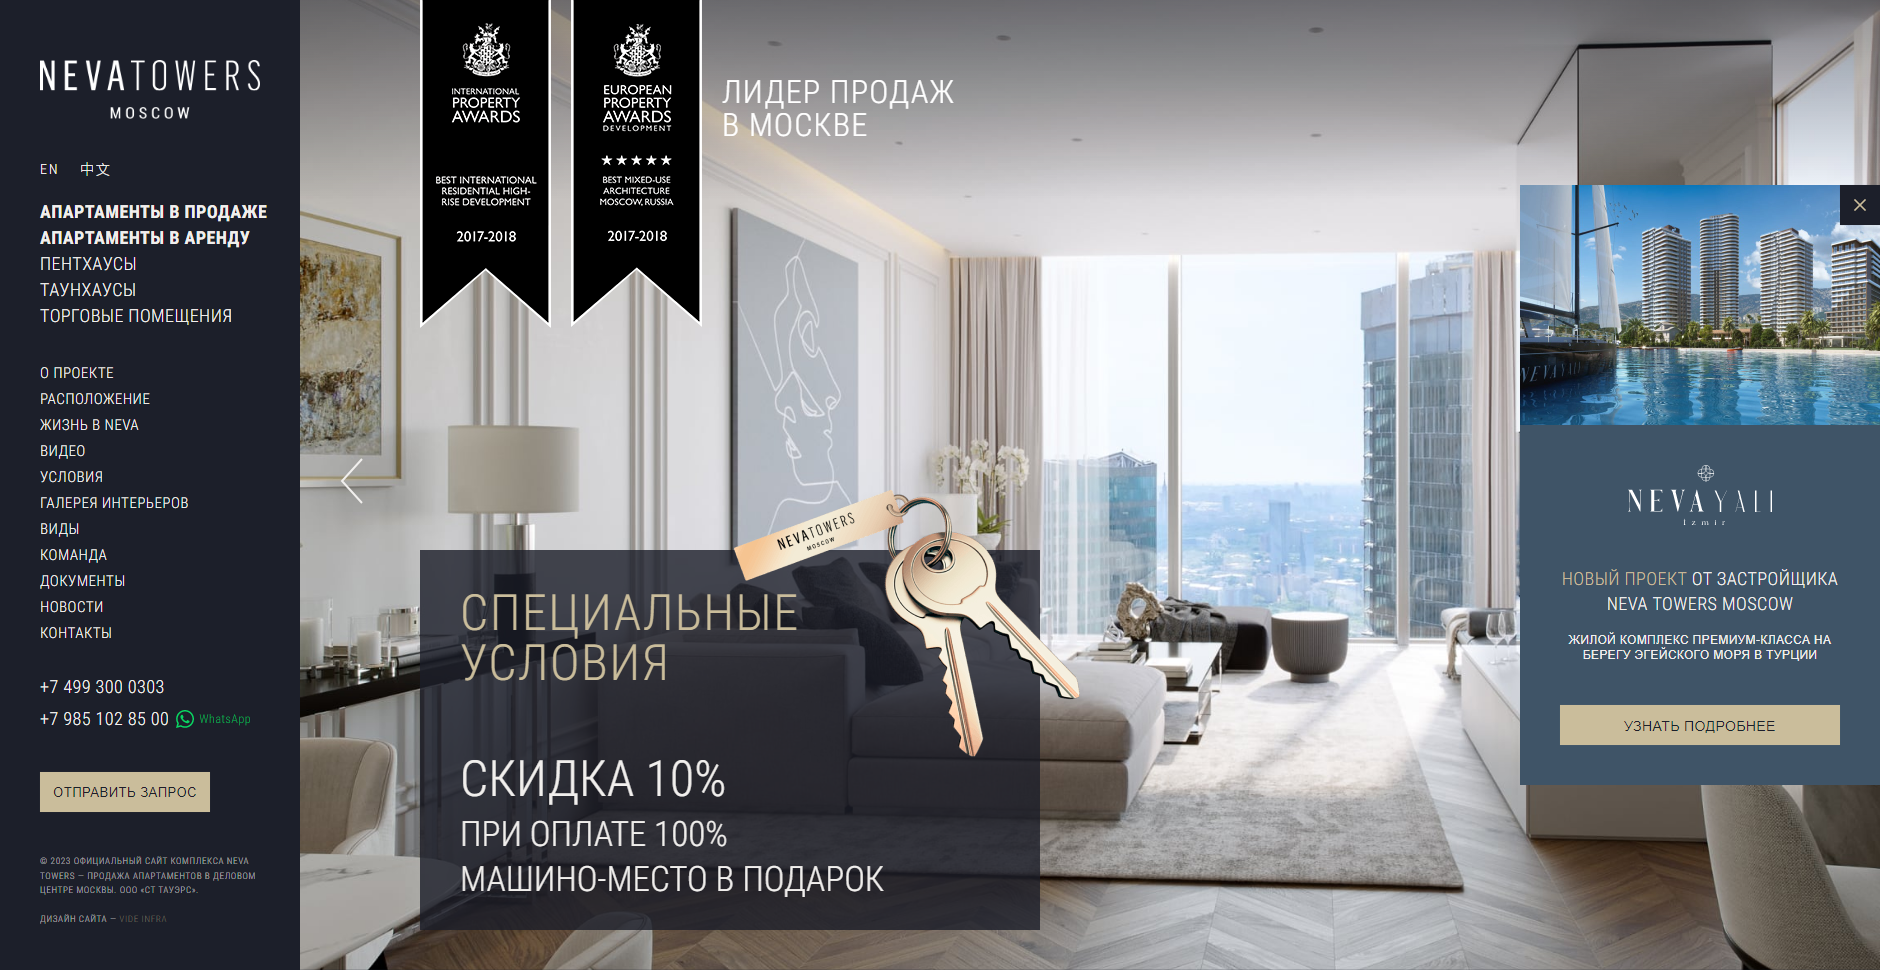 NEVATOWERS
MOSCOW
EN 中文
АПАРТАМЕНТЫ В ПРОДАЖЕ
АПАРТАМЕНТЫ В АРЕНДУ
ПЕНТХАУСЫ
ТАУНХАУСЫ
ТОРГОВЫЕ ПОМЕЩЕНИЯ
О ПРОЕКТЕ
РАСПОЛОЖЕНИЕ
ЖИЗНЬ В NEVA
ВИДЕО
УСЛОВИЯ
ГАЛЕРЕЯ ИНТЕРЬЕРОВ
ВИДЫ
КОМАНДА
ДОКУМЕНТЫ
НОВОСТИ
КОНТАКТЫ
+7 499 300 0303
+7 985 102 85 00 WhatsApp
ОТПРАВИТЬ ЗАПРОС
© 2023 ОФИЦИАЛЬНЫЙ САЙТ КОМПЛЕКСА NEVA
TOWERS — ПРОДАЖА АПАРТАМЕНТОВ В ДЕЛОВОМ
ЦЕНТРЕ МОСКВЫ. ООО «СТ ТАУЭРС».
ДИЗАЙН САЙТА — VIDE INFRA
INTERNATIONAL
PROPERTY
AWARDS
BEST INTERNATIONAL
RESIDENTIAL HIGH-
RISE DEVELOPMENT
2017-2018
EUROPEAN
PROPERTY
AWARDS
DEVELOPMENT
★★★★★
BEST MIXED-USE
ARCHITECTURE
MOSCOW, RUSSIA
2017-2018
ЛИДЕР ПРОДАЖ
В МОСКВЕ
NEVATOWERS
MOSCOW
СПЕЦИАЛЬНЫЕ
УСЛОВИЯ
СКИДКА 10%
ПРИ ОПЛАТЕ 100%
МАШИНО-МЕСТО В ПОДАРОК
NEVA YALI
NEVA YALI
İzmir
НОВЫЙ ПРОЕКТ ОТ ЗАСТРОЙЩИКА
NEVA TOWERS MOSCOW
ЖИЛОЙ КОМПЛЕКС ПРЕМИУМ-КЛАССА НА
БЕРЕГУ ЭГЕЙСКОГО МОРЯ В ТУРЦИИ
УЗНАТЬ ПОДРОБНЕЕ